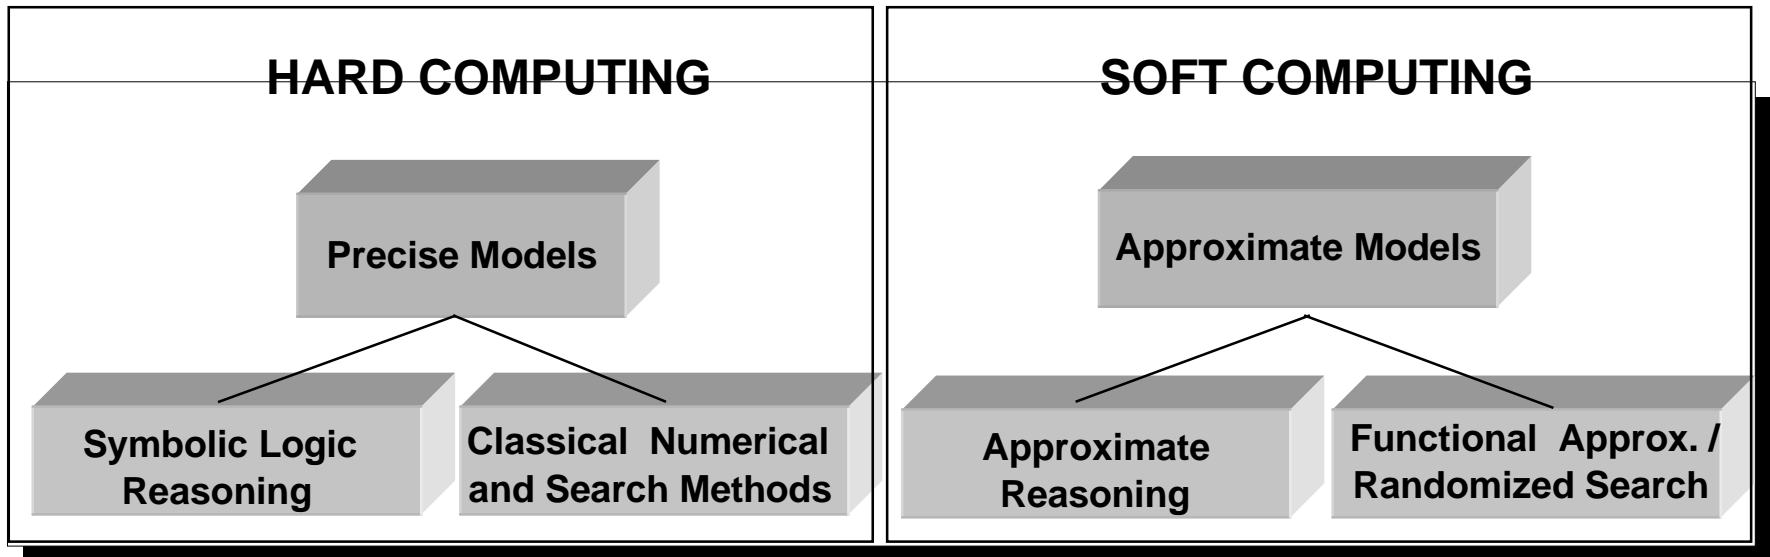 HARD COMPUTING
Precise Models
Symbolic Logic
Reasoning
Classical Numerical
and Search Methods
SOFT COMPUTING
Approximate Models
Approximate
Reasoning
Functional Approx. /
Randomized Search